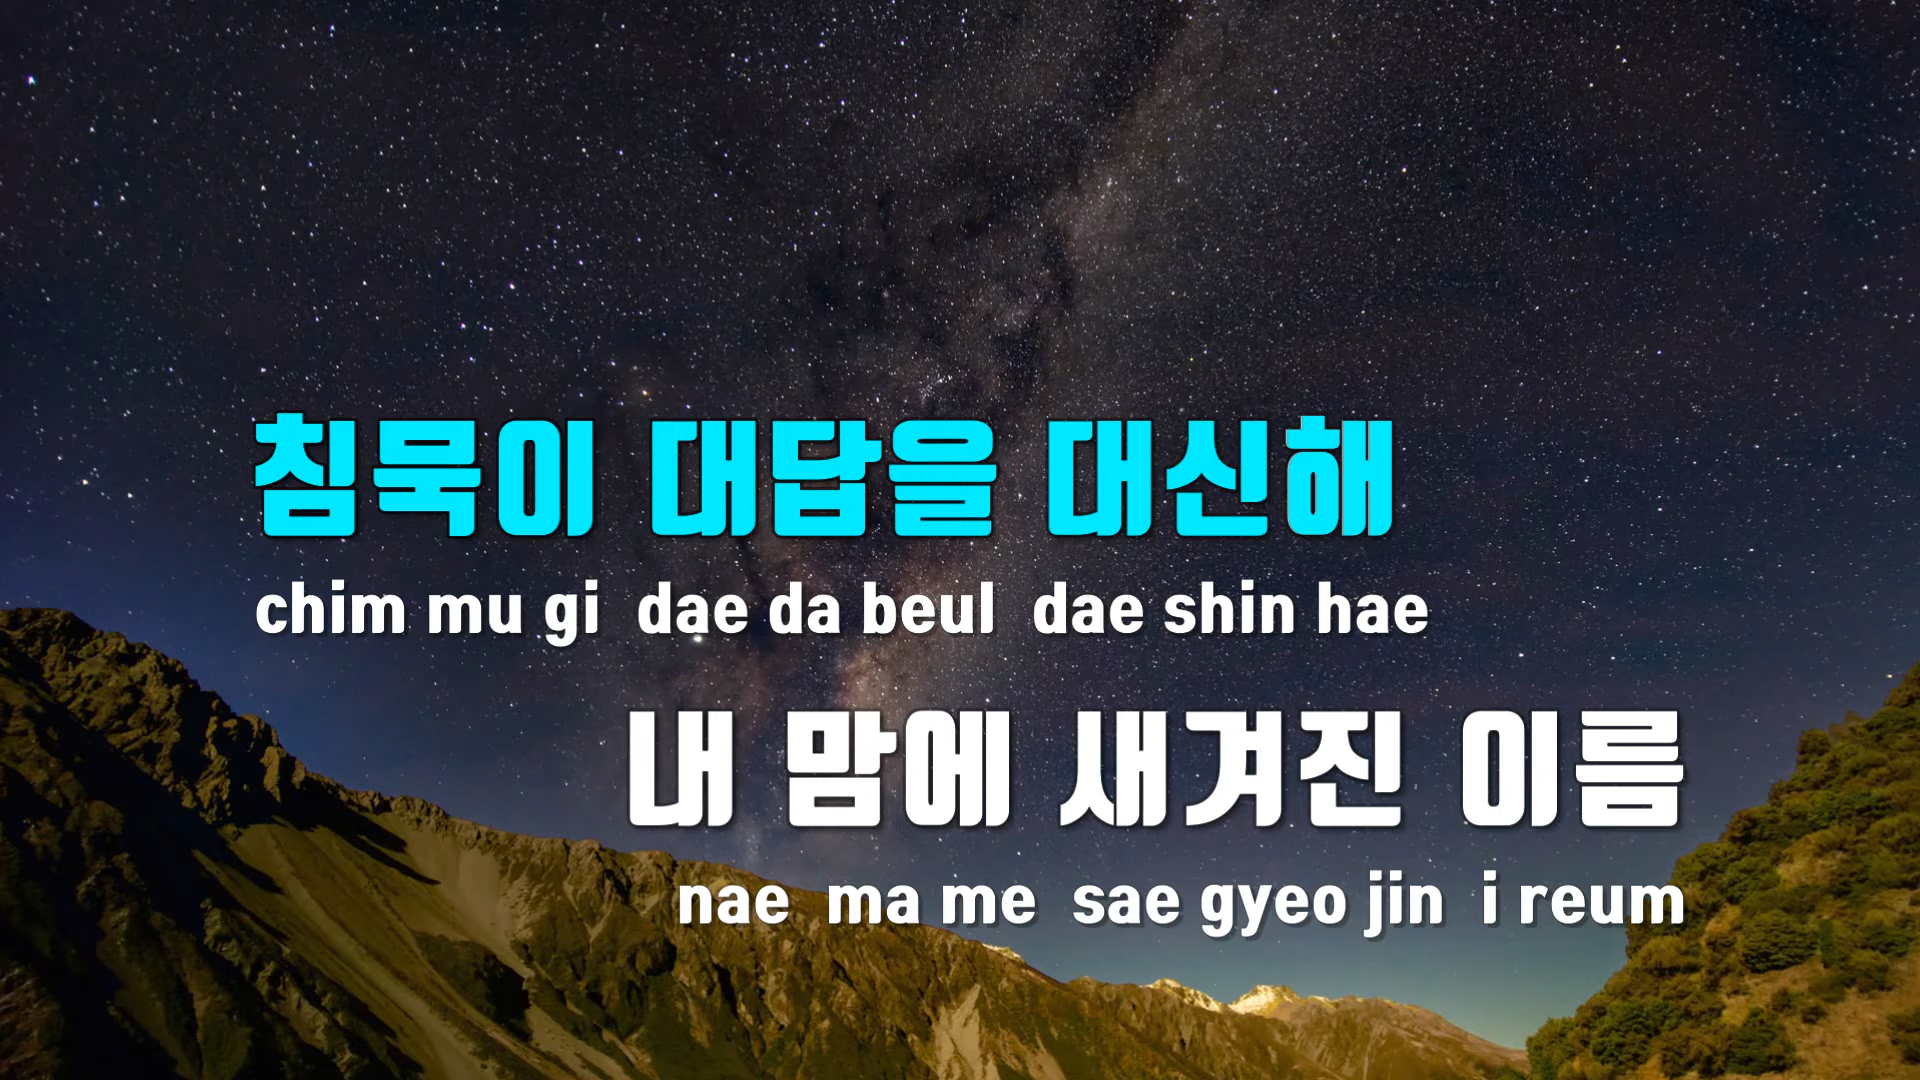 침묵이 대답을 대신해
chim mu gi dae da beul dae shin hae
내 맘에 새겨진 이름
nae ma me sae gyeo jin i reum